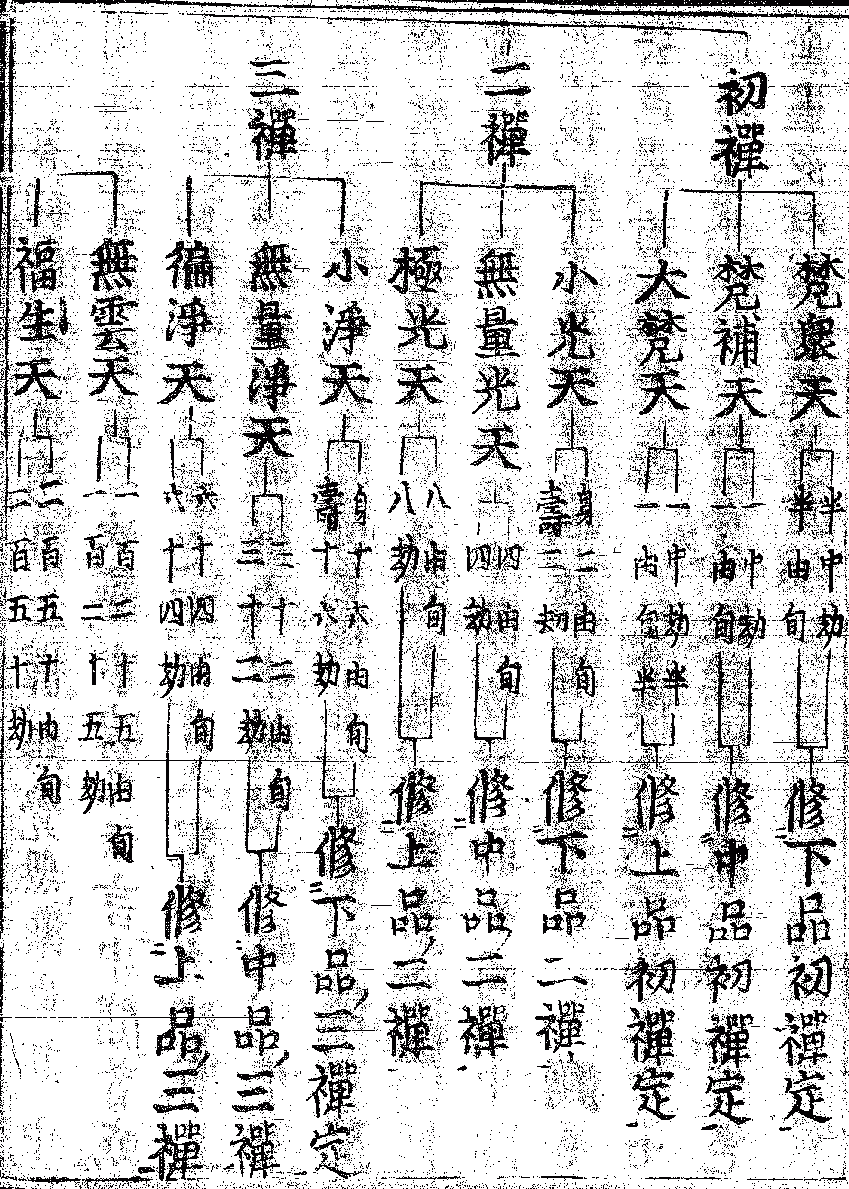 初禪
梵眾天
半中劫
半由旬
修下品初禪定
梵補天
一中劫
一由旬
修中品初禪定
大梵天
一中劫半
一由旬半
修上品初禪定
二禪
小光天
身二由旬
壽二劫
修下品二禪
無量光天
四由旬
四劫
修中品二禪
極光天
八由旬
八劫
修上品二禪
三禪
小淨天
身十六由旬
壽十六劫
修下品三禪定
無量淨天
三十二由旬
三十二劫
修中品三禪
徧淨天
六十四由旬
六十四劫
修上品三禪
無雲天
一百二十五由旬
一百二十五劫
福生天
二百五十由旬
二百五十劫